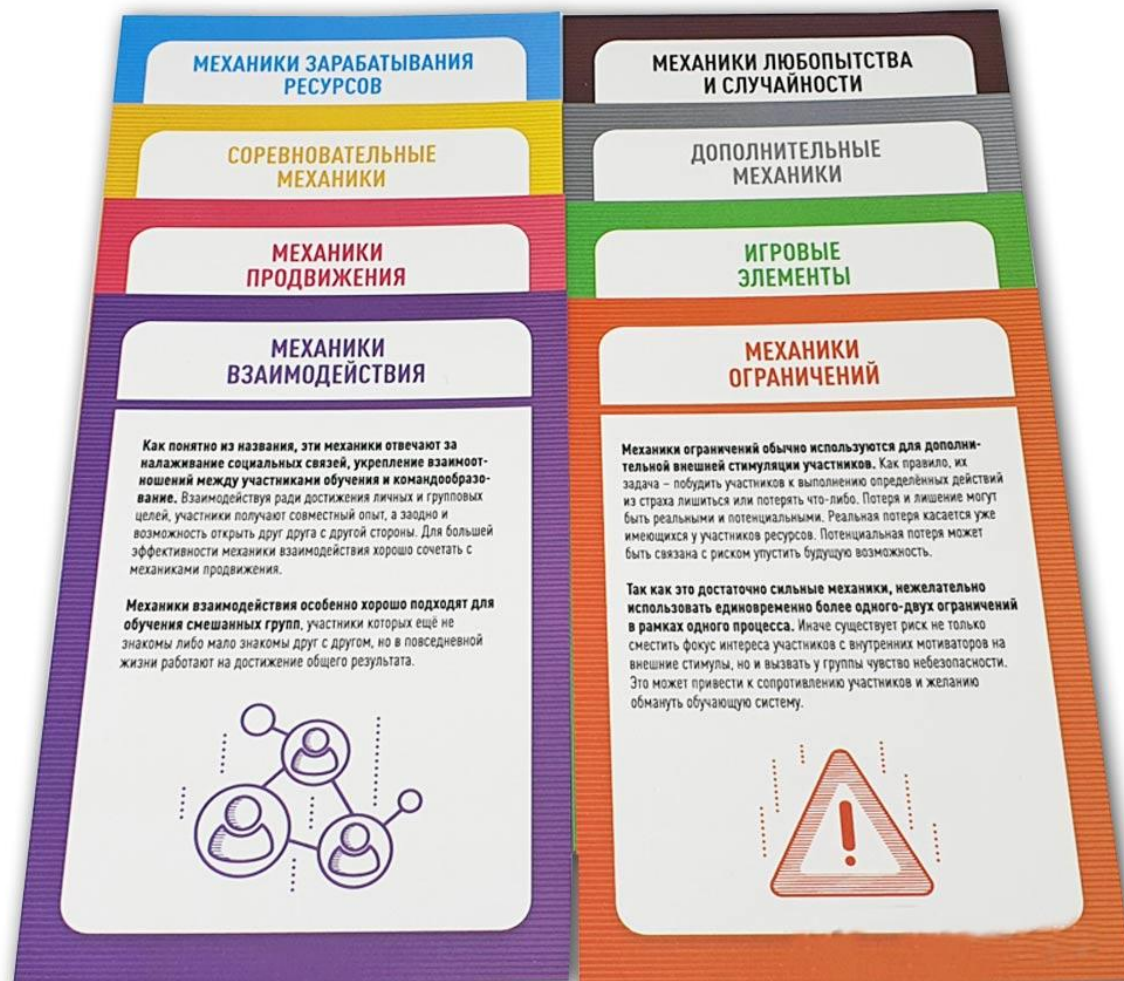 МЕХАНИКИ ЗАРАБАТЫВАНИЯ
РЕСУРСОВ
СОРЕВНОВАТЕЛЬНЫЕ
МЕХАНИКИ
МЕХАНИКИ
ПРОДВИЖЕНИЯ
МЕХАНИКИ
ВЗАИМОДЕЙСТВИЯ
Как понятно из названия, эти механики отвечают за
налаживание социальных связей, укрепление взаимоот-
ношений между участниками обучения и командообразо-
вание. Взаимодействуя ради достижения личных и групповых
целей, участники получают совместный опыт, а заодно и
возможность открыть друг друга с другой стороны. Для большей
эффективности механики взаимодействия хорошо сочетать с
механиками продвижения.
Механики взаимодействия особенно хорошо подходят для
обучения смешанных групп, участники которых ещё не
знакомы либо мало знакомы друг с другом, но в повседневной
жизни работают на достижение общего результата.
МЕХАНИКИ ЛЮБОПЫТСТВА
И СЛУЧАЙНОСТИ
ДОПОЛНИТЕЛЬНЫЕ
МЕХАНИКИ
ИГРОВЫЕ
ЭЛЕМЕНТЫ
МЕХАНИКИ
ОГРАНИЧЕНИЙ
Механики ограничений обычно используются для дополни-
тельной внешней стимуляции участников. Как правило, их
задача – побудить участников к выполнению определённых действий
из страха лишиться или потерять что-либо. Потеря и лишение могут
быть реальными и потенциальными. Реальная потеря касается уже
имеющихся у участников ресурсов. Потенциальная потеря может
быть связана с риском упустить будущую возможность.
Так как это достаточно сильные механики, нежелательно
использовать единовременно более одного-двух ограничений
в рамках одного процесса. Иначе существует риск не только
сместить фокус интереса участников с внутренних мотиваторов на
внешние стимулы, но и вызвать у группы чувство небезопасности.
Это может привести к сопротивлению участников и желанию
обмануть обучающую систему.